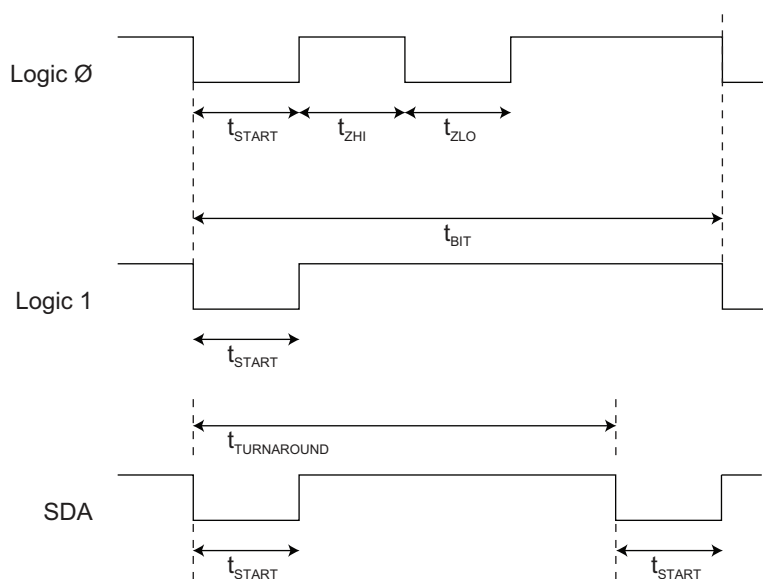 Logic Ø
tSTART tZHI tZLO
tBIT
Logic 1
tSTART
tTURNAROUND
SDA
tSTART tSTART